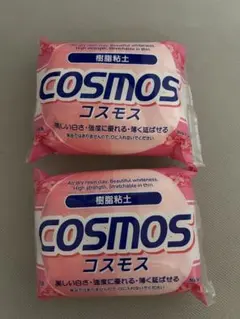 樹脂粘土
COSMOS
コスモス
美しい白さ・強度に優れる・薄く延ばせる
Air dry resin clay. Beautiful whiteness.
High strength. Stretchable in thin.
樹脂粘土
COSMOS
コスモス
美しい白さ・強度に優れる・薄く延ばせる